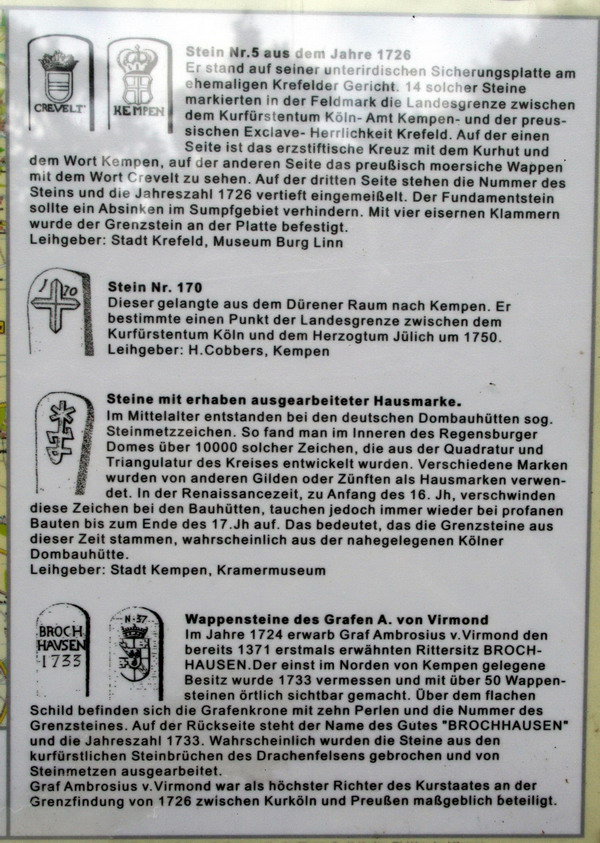 CREVELT
KEMPEN
Stein Nr.5 aus dem Jahre 1726
Er stand auf seiner unterirdischen Sicherungsplatte am
ehemaligen Krefelder Gericht. 14 solcher Steine
markierten in der Feldmark die Landesgrenze zwischen
dem Kurfürstentum Köln- Amt Kempen- und der preus-
sischen Exclave- Herrlichkeit Krefeld. Auf der einen
Seite ist das erzstiftische Kreuz mit dem Kurhut und
dem Wort Kempen, auf der anderen Seite das preußisch moersiche Wappen
mit dem Wort Crevelt zu sehen. Auf der dritten Seite stehen die Nummer des
Steins und die Jahreszahl 1726 vertieft eingemeißelt. Der Fundamentstein
sollte ein Absinken im Sumpfgebiet verhindern. Mit vier eisernen Klammern
wurde der Grenzstein an der Platte befestigt.
Leihgeber: Stadt Krefeld, Museum Burg Linn
170
Stein Nr. 170
Dieser gelangte aus dem Dürener Raum nach Kempen. Er
bestimmte einen Punkt der Landesgrenze zwischen dem
Kurfürstentum Köln und dem Herzogtum Jülich um 1750.
Leihgeber: H.Cobbers, Kempen
Steine mit erhaben ausgearbeiteter Hausmarke.
Im Mittelalter entstanden bei den deutschen Dombauhütten sog.
Steinmetzzeichen. So fand man im Inneren des Regensburger
Domes über 10000 solcher Zeichen, die aus der Quadratur und
Triangulatur des Kreises entwickelt wurden. Verschiedene Marken
wurden von anderen Gilden oder Zünften als Hausmarken verwen-
det. In der Renaissancezeit, zu Anfang des 16. Jh, verschwinden
diese Zeichen bei den Bauhütten, tauchen jedoch immer wieder bei profanen
Bauten bis zum Ende des 17.Jh auf. Das bedeutet, das die Grenzsteine aus
dieser Zeit stammen, wahrscheinlich aus der nahegelegenen Kölner
Dombauhütte.
Leihgeber: Stadt Kempen, Kramermuseum
BROCH
HAVSEN
1733
N·37
Wappensteine des Grafen A. von Virmond
Im Jahre 1724 erwarb Graf Ambrosius v.Virmond den
bereits 1371 erstmals erwähnten Rittersitz BROCH-
HAUSEN.Der einst im Norden von Kempen gelegene
Besitz wurde 1733 vermessen und mit über 50 Wappen-
steinen örtlich sichtbar gemacht. Über dem flachen
Schild befinden sich die Grafenkrone mit zehn Perlen und die Nummer des
Grenzsteines. Auf der Rückseite steht der Name des Gutes "BROCHHAUSEN"
und die Jahreszahl 1733. Wahrscheinlich wurden die Steine aus den
kurfürstlichen Steinbrüchen des Drachenfelsens gebrochen und von
Steinmetzen ausgearbeitet.
Graf Ambrosius v.Virmond war als höchster Richter des Kurstaates an der
Grenzfindung von 1726 zwischen Kurköln und Preußen maßgeblich beteiligt.